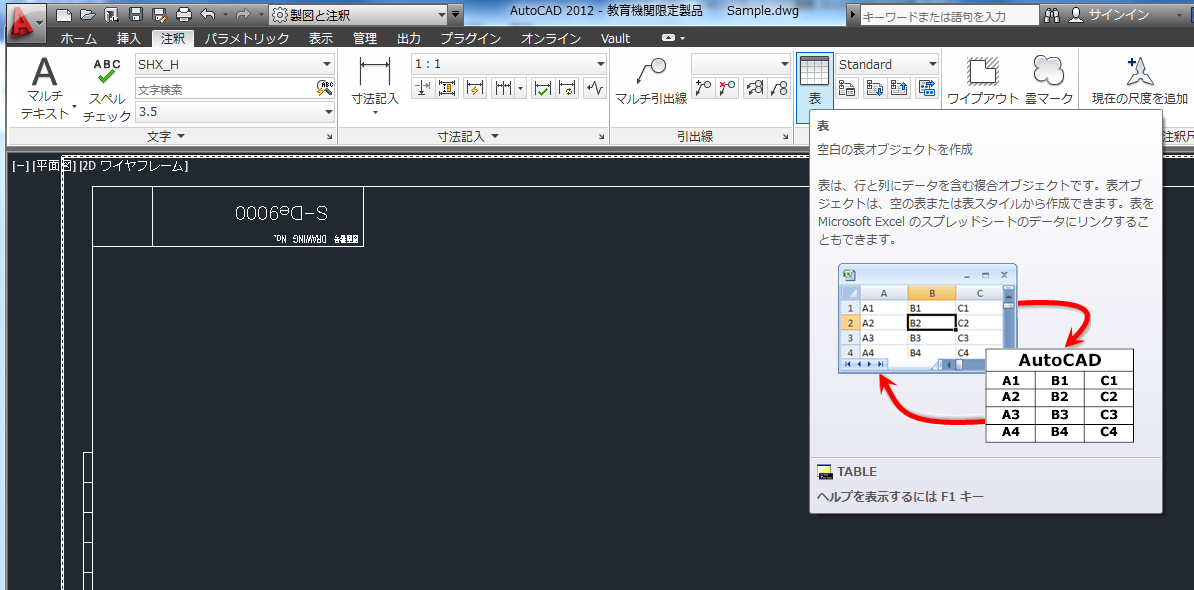 製図と注釈
AutoCAD 2012 - 教育機関限定製品 Sample.dwg
キーワードまたは語句を入力
サインイン
ホーム 挿入 注釈 パラメトリック 表示 管理 出力 プラグイン オンライン Vault
A
マルチ
テキスト
ABC
スペル
チェック
SHX_H
文字検索
ABC
3.5
文字
寸法記入
1 : 1
寸法記入
マルチ引出線
引出線
表
Standard
ワイプアウト
雲マーク
現在の尺度を追加
注釈尺
[−] [平面図] [2D ワイヤフレーム]
S-De9000
図面番号 DRAWING No.
表
空白の表オブジェクトを作成
表は、行と列にデータを含む複合オブジェクトです。表オブ
ジェクトは、空の表または表スタイルから作成できます。表を
Microsoft Excel のスプレッドシートのデータにリンクするこ
ともできます。
A B C
1 A1 B1 C1
2 A2 B2 C2
3 A3 B3 C3
4 A4 B4 C4
AutoCAD
A1 B1 C1
A2 B2 C2
A3 B3 C3
A4 B4 C4
TABLE
ヘルプを表示するには F1 キー